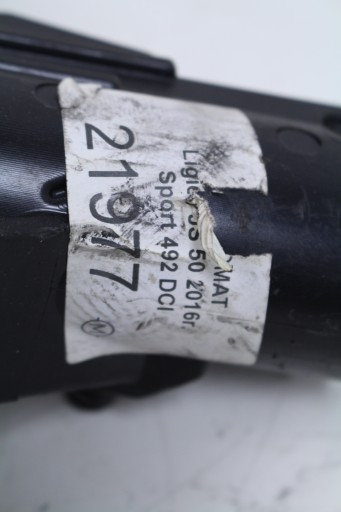 MAT
Ligier JS 50 2016r.
Sport 492 DCI
21977